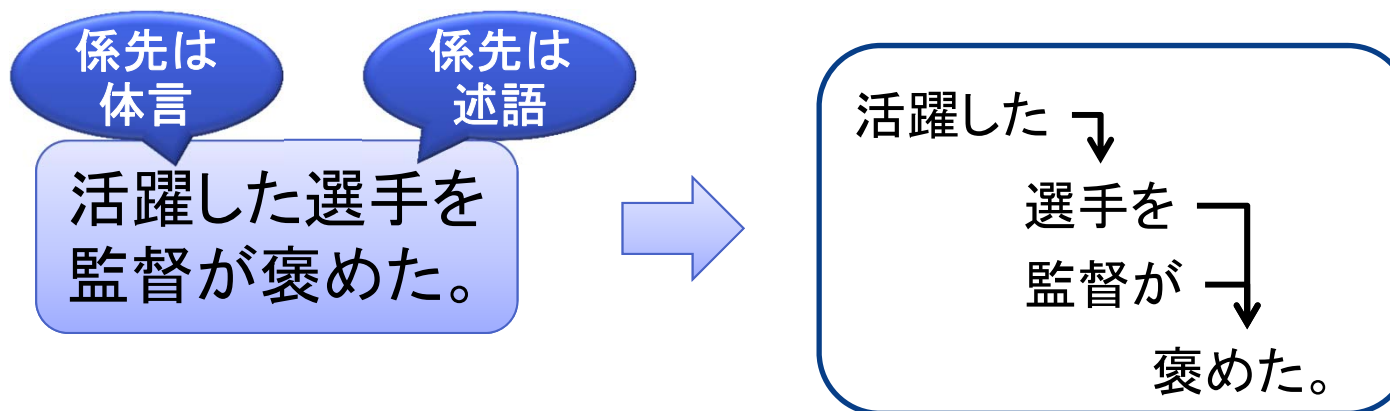 係先は
体言
係先は
述語
活躍した選手を
監督が褒めた。
活躍した
選手を
監督が
褒めた。